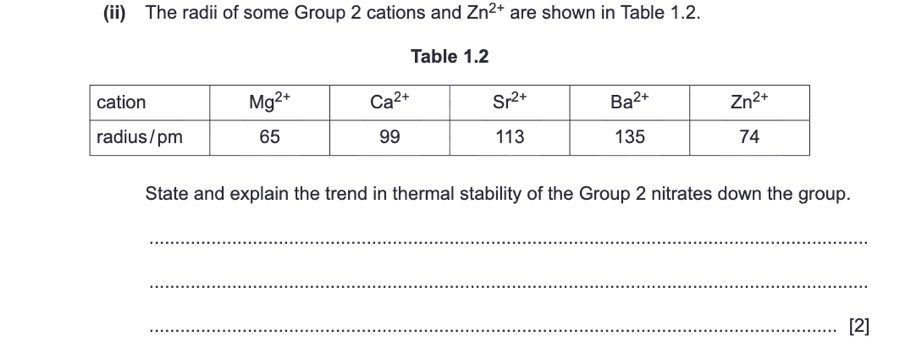 (ii) The radii of some Group 2 cations and Zn²⁺ are shown in Table 1.2.
Table 1.2
cation Mg²⁺ Ca²⁺ Sr²⁺ Ba²⁺ Zn²⁺
radius/pm 65 99 113 135 74
State and explain the trend in thermal stability of the Group 2 nitrates down the group.
[2]